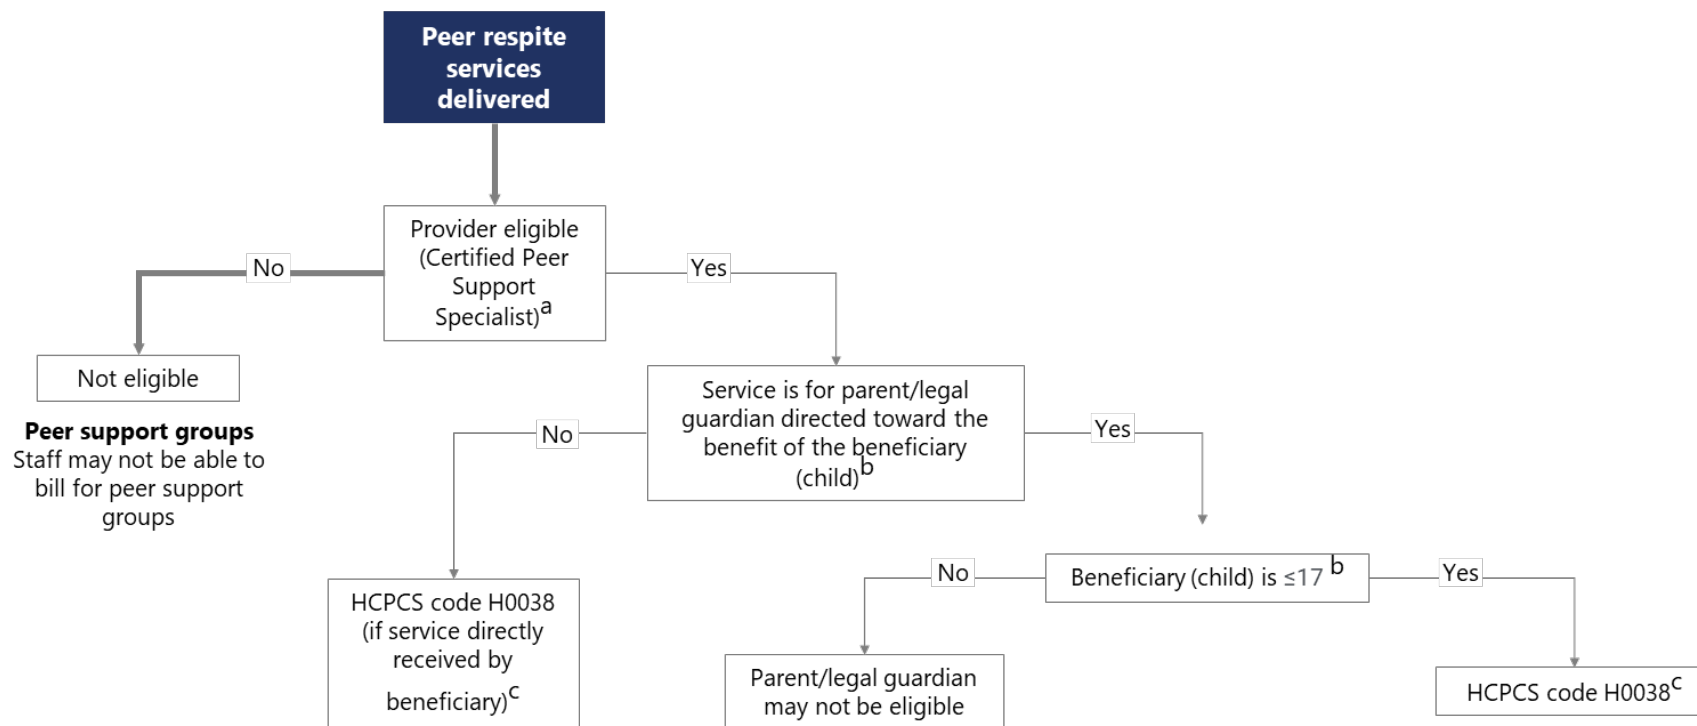 Peer respite
services
delivered
Provider eligible
(Certified Peer
Support
Specialist)a
No
Yes
Not eligible
Peer support groups
Staff may not be able to
bill for peer support
groups
Service is for parent/legal
guardian directed toward the
benefit of the beneficiary
(child)b
No
Yes
HCPCS code H0038
(if service directly
received by
beneficiary)c
Beneficiary (child) is ≤17 b
No
Yes
Parent/legal guardian
may not be eligible
HCPCS code H0038c